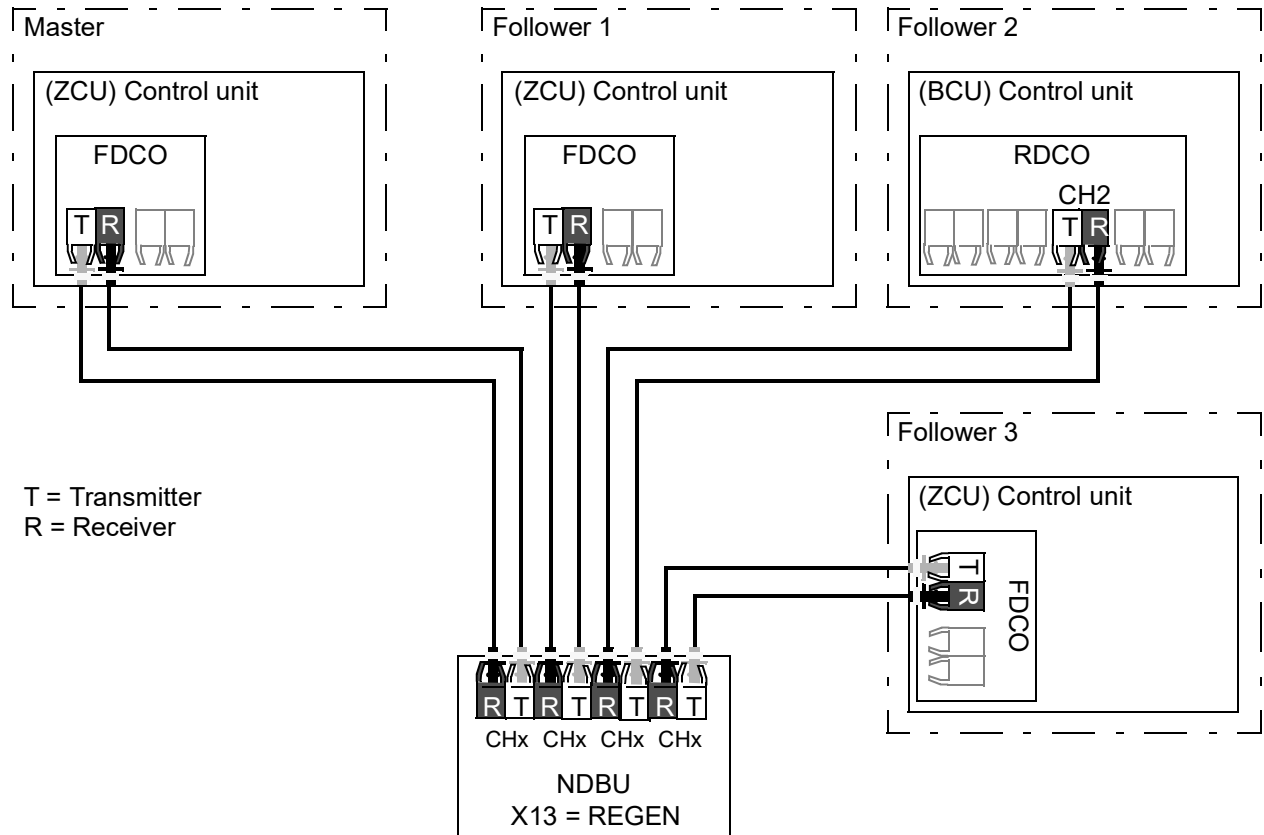 Master
(ZCU) Control unit
FDCO
T R
Follower 1
(ZCU) Control unit
FDCO
T R
Follower 2
(BCU) Control unit
RDCO
CH2
T R
T = Transmitter
R = Receiver
Follower 3
(ZCU) Control unit
T
R
FDCO
R T R T R T R T
CHx CHx CHx CHx
NDBU
X13 = REGEN